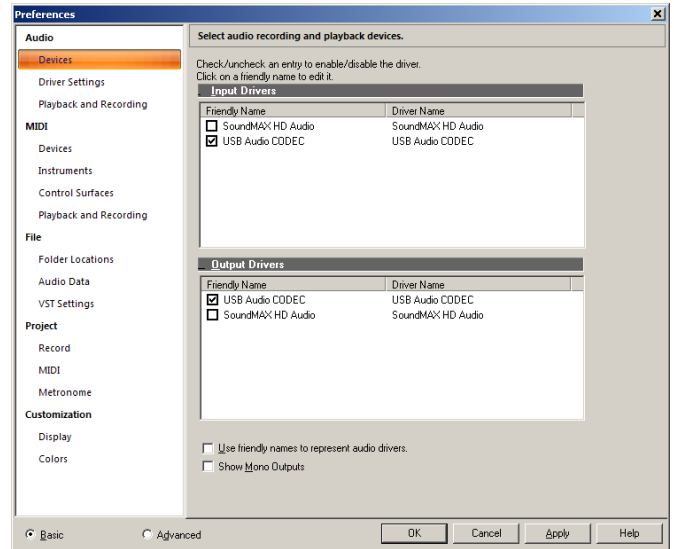 Preferences
Audio
Devices
Driver Settings
Playback and Recording
MIDI
Devices
Instruments
Control Surfaces
Playback and Recording
File
Folder Locations
Audio Data
VST Settings
Project
Record
MIDI
Metronome
Customization
Display
Colors
Select audio recording and playback devices.
Check/uncheck an entry to enable/disable the driver.
Click on a friendly name to edit it.
Input Drivers
Friendly Name Driver Name
SoundMAX HD Audio SoundMAX HD Audio
USB Audio CODEC USB Audio CODEC
Output Drivers
Friendly Name Driver Name
USB Audio CODEC USB Audio CODEC
SoundMAX HD Audio SoundMAX HD Audio
Use friendly names to represent audio drivers.
Show Mono Outputs
Basic Advanced OK Cancel Apply Help